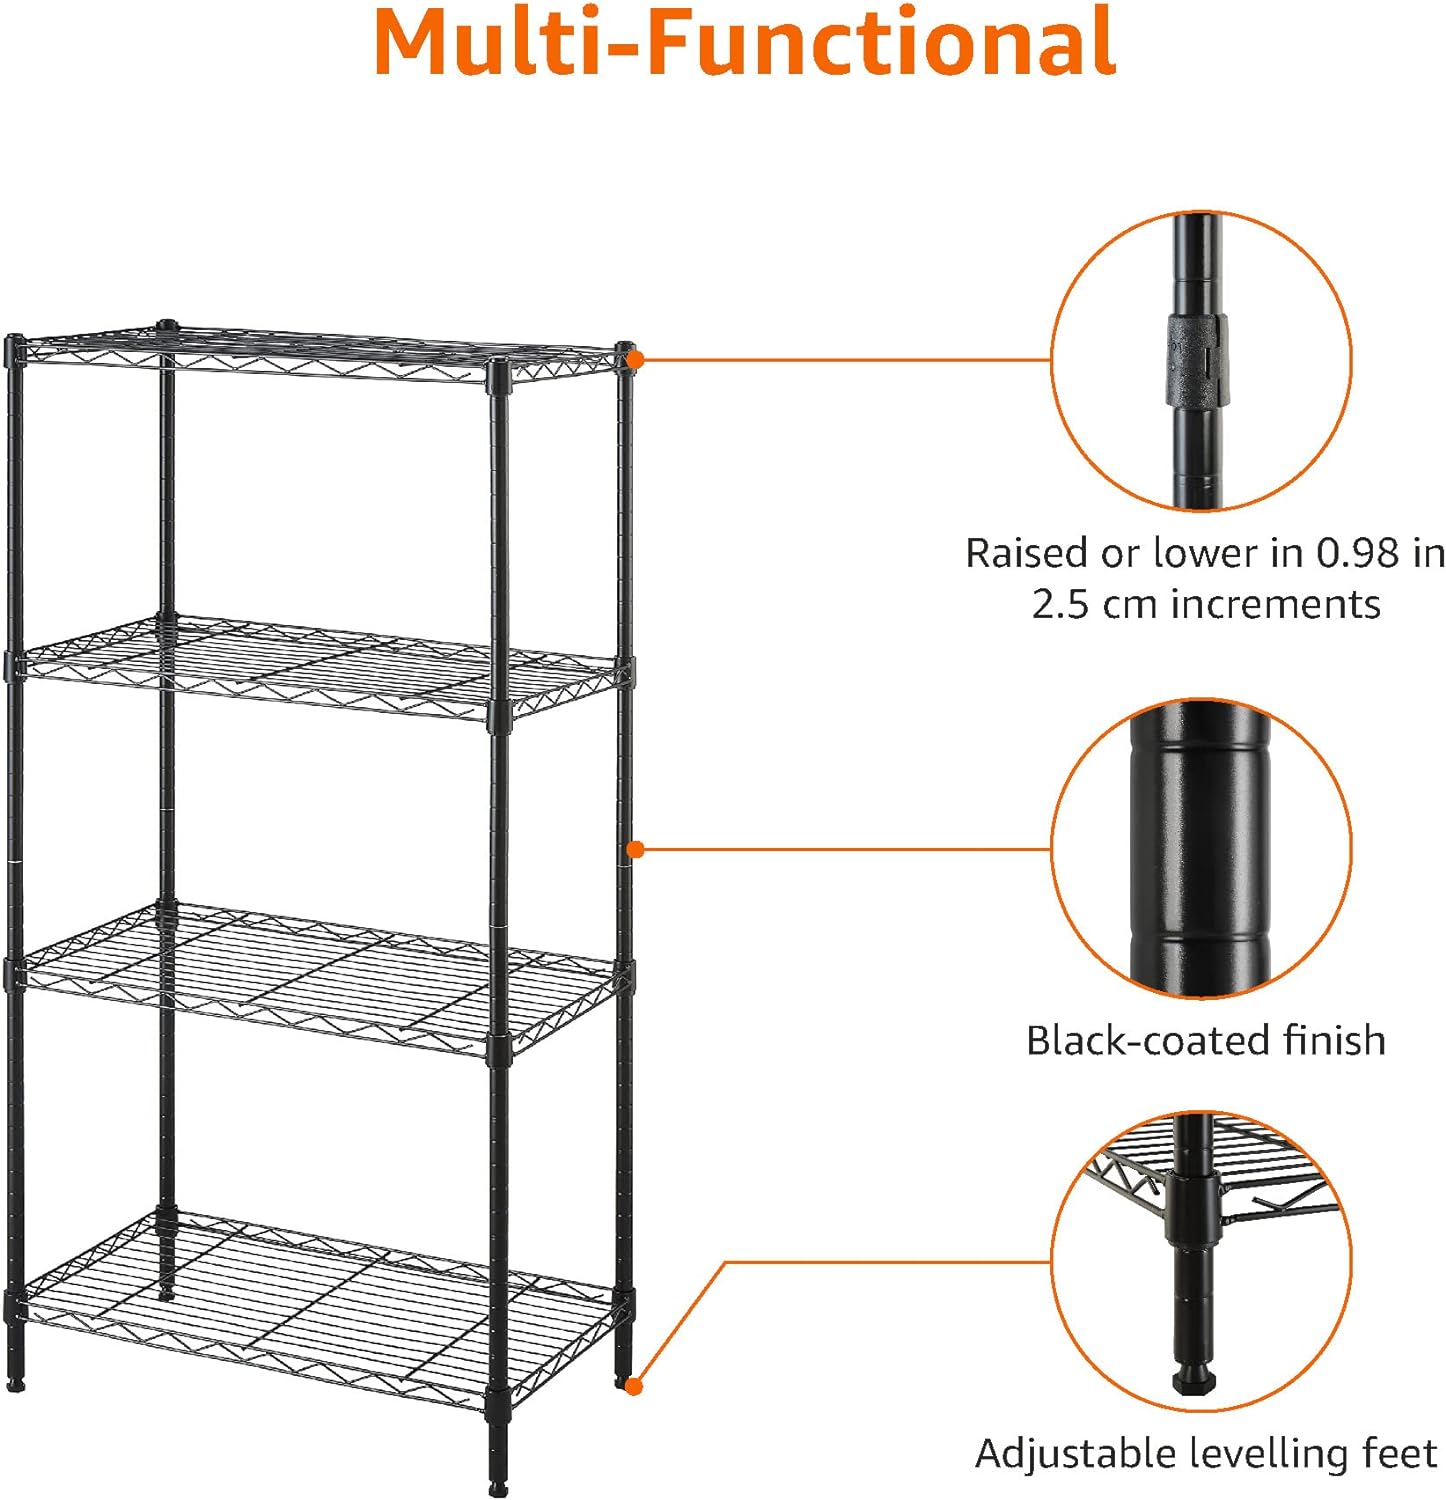 Multi-Functional
Raised or lower in 0.98 in
2.5 cm increments
Black-coated finish
Adjustable levelling feet